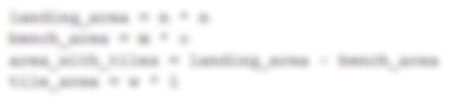 landing_area = n * n
bench_area = m * o
area_with_tiles = landing_area - bench_area
tile_area = w * l